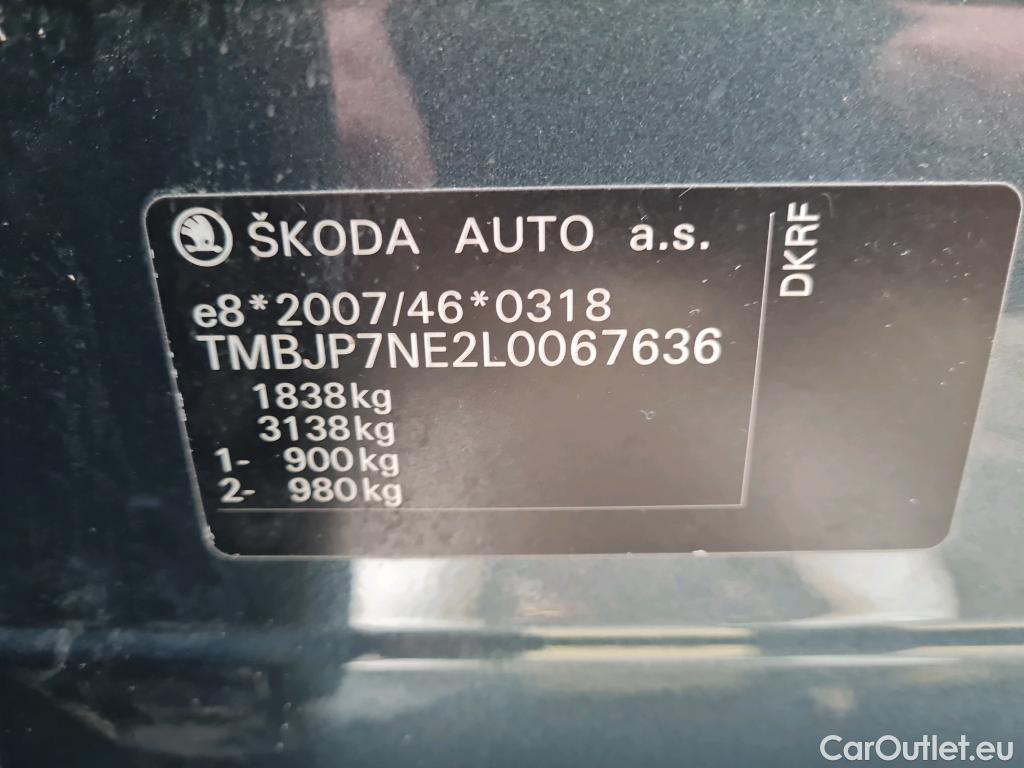 ŠKODA AUTO a.s.
DKRF
e8*2007/46*0318
TMBJP7NE2L0067636
1838kg
3138kg
1- 900kg
2- 980kg
CarOutlet.eu